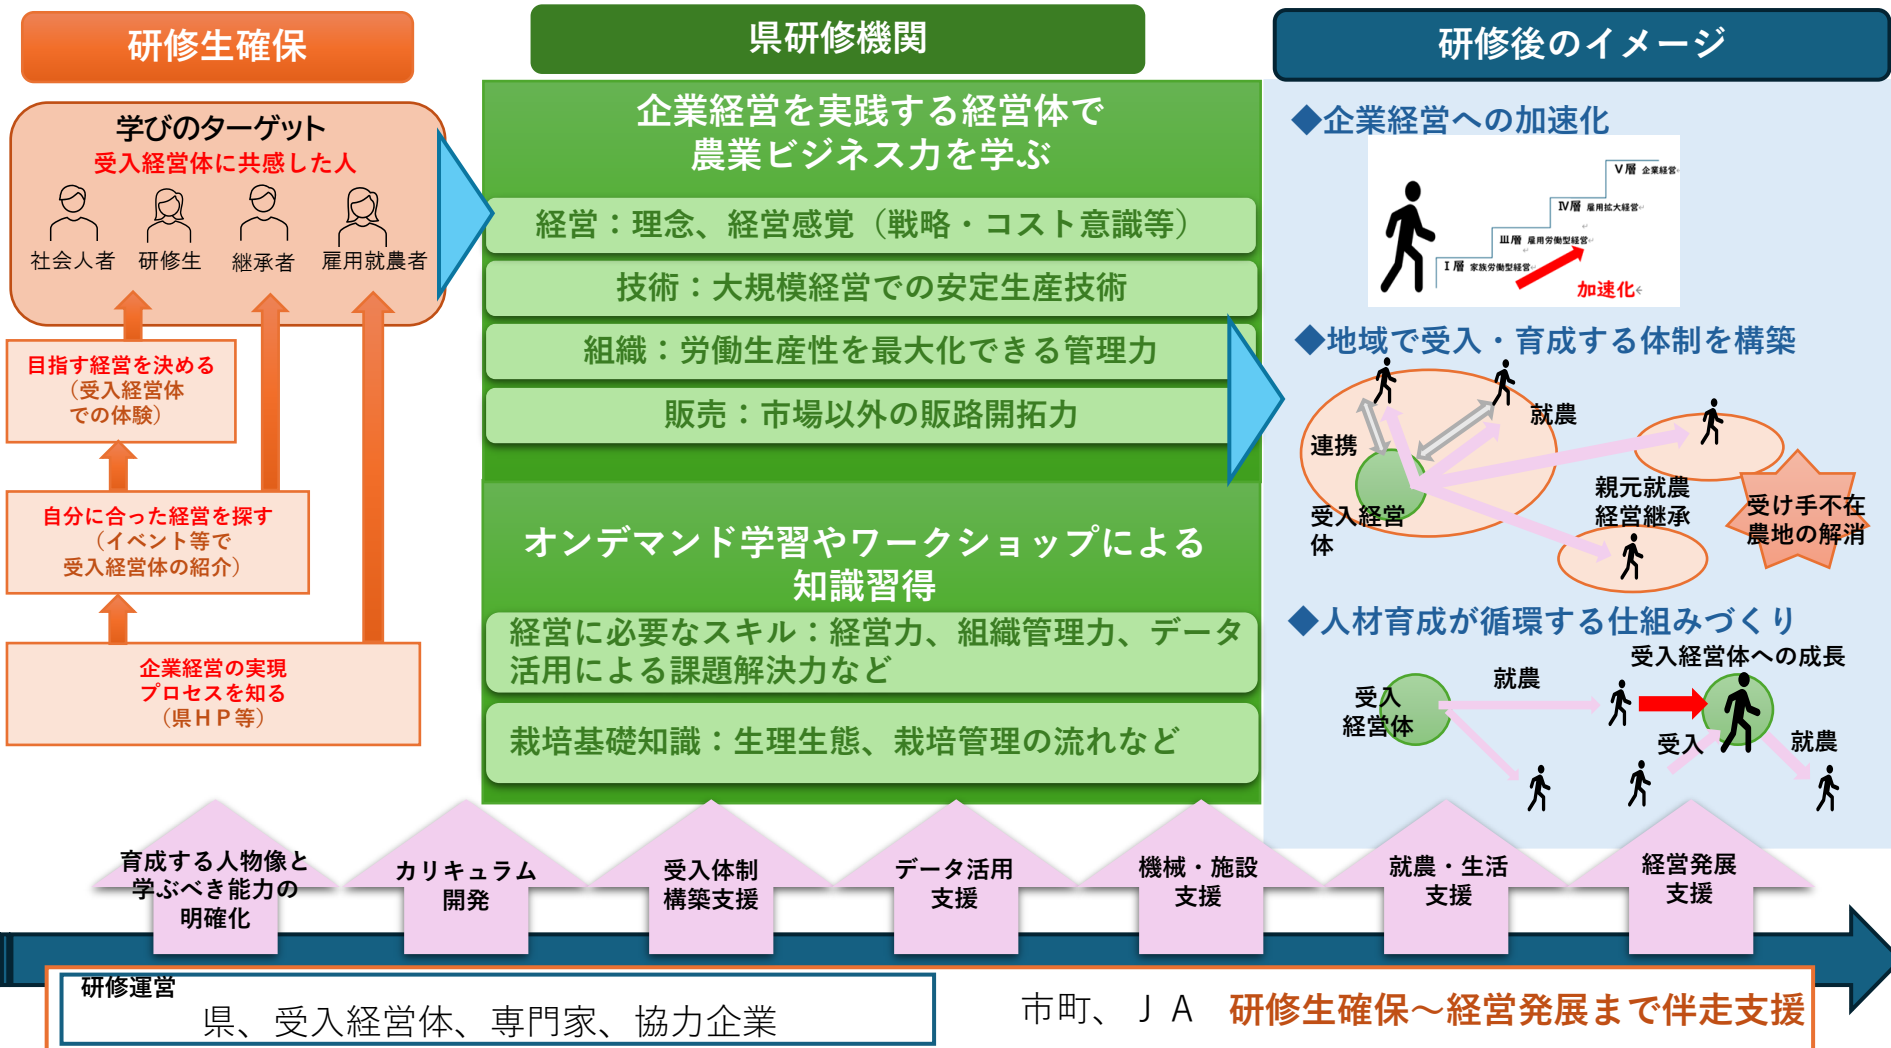 研修生確保
学びのターゲット
受入経営体に共感した人
社会人者
研修生
継承者
雇用就農者
目指す経営を決める
（受入経営体
での体験）
自分に合った経営を探す
（イベント等で
受入経営体の紹介）
企業経営の実現
プロセスを知る
（県ＨＰ等）
県研修機関
企業経営を実践する経営体で
農業ビジネス力を学ぶ
経営：理念、経営感覚（戦略・コスト意識等）
技術：大規模経営での安定生産技術
組織：労働生産性を最大化できる管理力
販売：市場以外の販路開拓力
オンデマンド学習やワークショップによる
知識習得
経営に必要なスキル：経営力、組織管理力、データ
活用による課題解決力など
栽培基礎知識：生理生態、栽培管理の流れなど
研修後のイメージ
◆企業経営への加速化
Ⅴ層 企業経営
Ⅳ層 雇用拡大経営
Ⅲ層 雇用労働型経営
Ⅰ層 家族労働型経営
加速化
◆地域で受入・育成する体制を構築
就農
連携
受入経営
体
親元就農
経営継承
受け手不在
農地の解消
◆人材育成が循環する仕組みづくり
受入経営体への成長
就農
受入
経営体
受入
就農
育成する人物像と
学ぶべき能力の
明確化
カリキュラム
開発
受入体制
構築支援
データ活用
支援
機械・施設
支援
就農・生活
支援
経営発展
支援
研修運営
県、受入経営体、専門家、協力企業
市町、ＪＡ 研修生確保～経営発展まで伴走支援